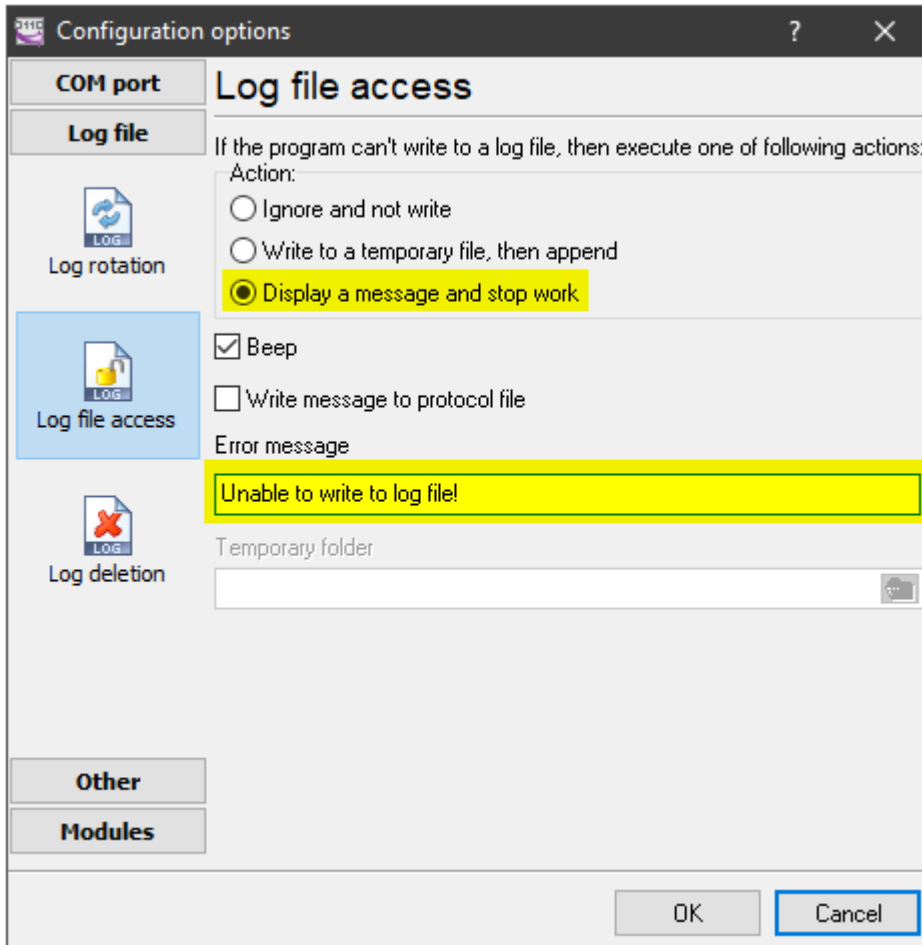 Configuration options
COM port
Log file
LOG
Log rotation
LOG
Log file access
LOG
Log deletion
Other
Modules
Log file access
If the program can't write to a log file, then execute one of following actions:
Action:
Ignore and not write
Write to a temporary file, then append
Display a message and stop work
Beep
Write message to protocol file
Error message
Unable to write to log file!
Temporary folder
OK
Cancel